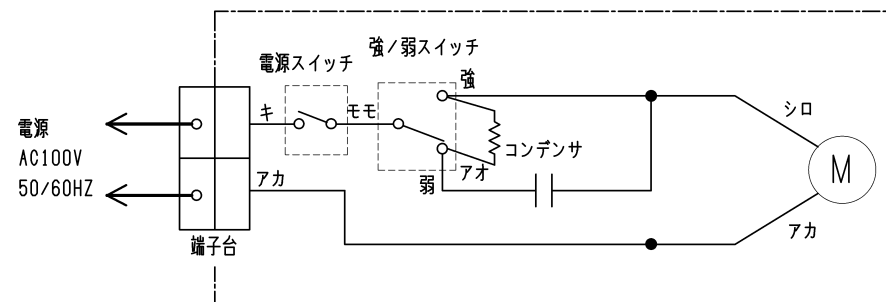 強/弱スイッチ
電源スイッチ
強
キ
モモ
シロ
電源
AC100V
50/60HZ
コンデンサ
M
アカ
アオ
弱
アカ
端子台